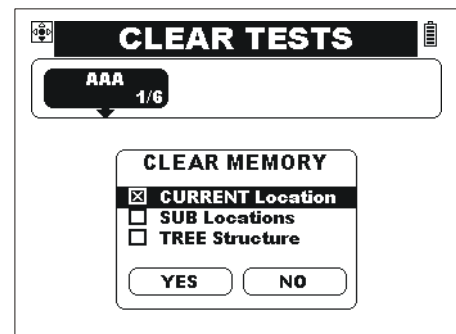 CLEAR TESTS
AAA
1/6
CLEAR MEMORY
CURRENT Location
SUB Locations
TREE Structure
YES NO